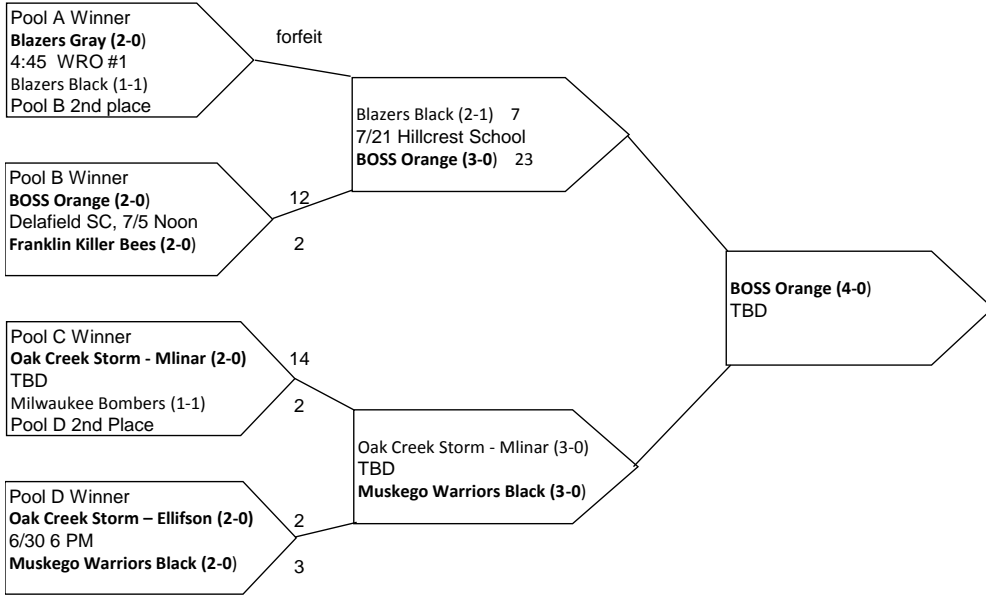 Pool A Winner
Blazers Gray (2-0)
4:45 WRO #1
Blazers Black (1-1)
Pool B 2nd place
forfeit
Blazers Black (2-1) 7
7/21 Hillcrest School
BOSS Orange (3-0) 23
Pool B Winner
BOSS Orange (2-0)
Delafield SC, 7/5 Noon
Franklin Killer Bees (2-0)
12
2
BOSS Orange (4-0)
TBD
Pool C Winner
Oak Creek Storm - Mlinar (2-0)
TBD
Milwaukee Bombers (1-1)
Pool D 2nd Place
14
2
Oak Creek Storm - Mlinar (3-0)
TBD
Muskego Warriors Black (3-0)
Pool D Winner
Oak Creek Storm – Ellifson (2-0)
6/30 6 PM
Muskego Warriors Black (2-0)
2
3